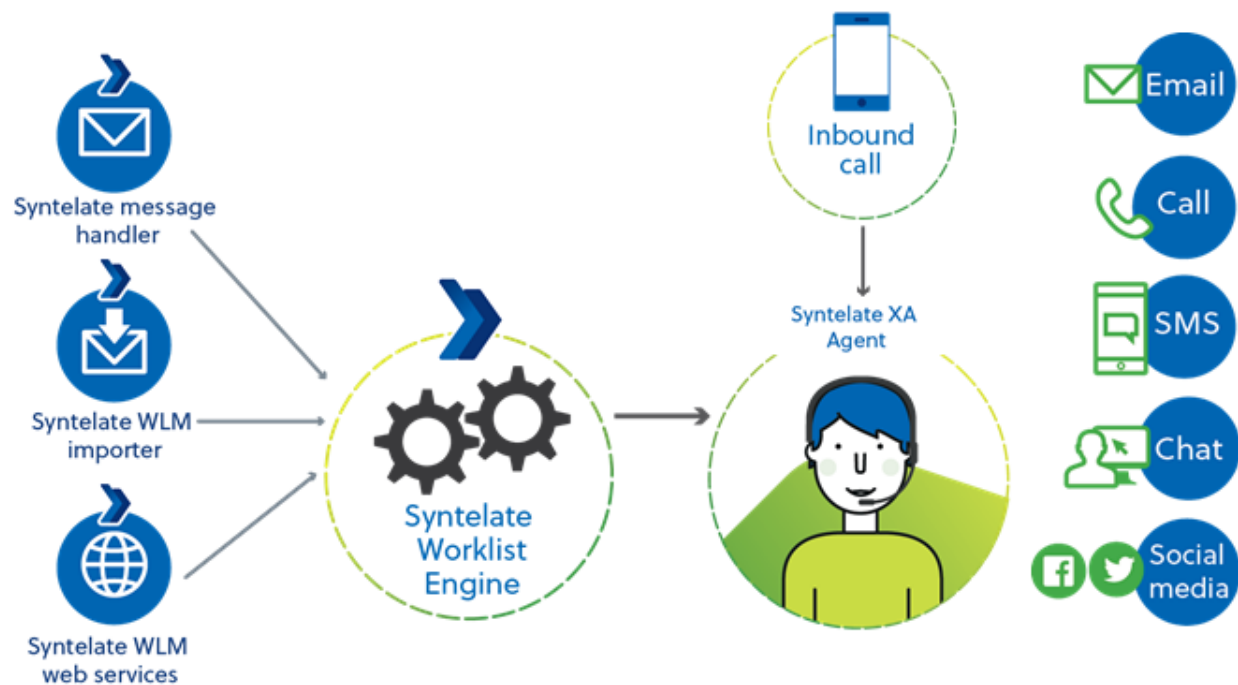 Syntelate message
handler
Syntelate WLM
importer
Syntelate WLM
web services
Syntelate
Worklist
Engine
Inbound
call
Syntelate XA
Agent
Email
Call
SMS
Chat
Social
media